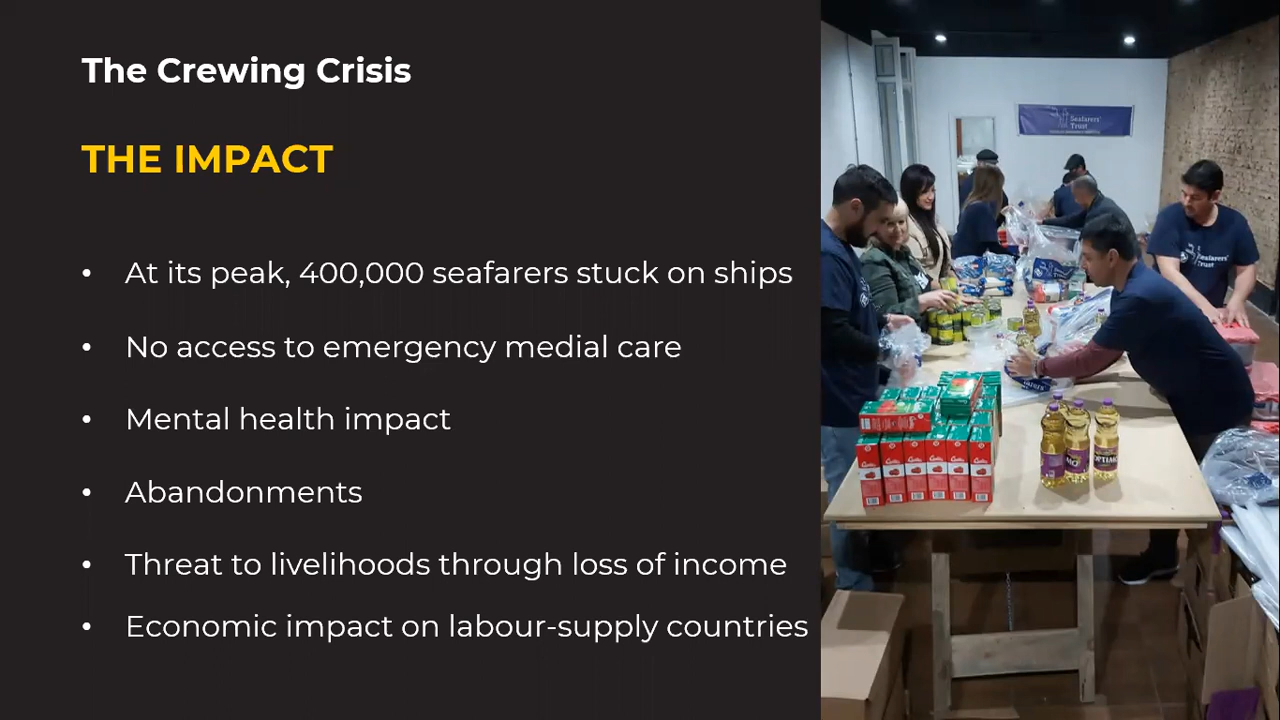 The Crewing Crisis
THE IMPACT
• At its peak, 400,000 seafarers stuck on ships
• No access to emergency medial care
• Mental health impact
• Abandonments
• Threat to livelihoods through loss of income
• Economic impact on labour-supply countries
Seafarers'
Trust
Seafarers'
Trust